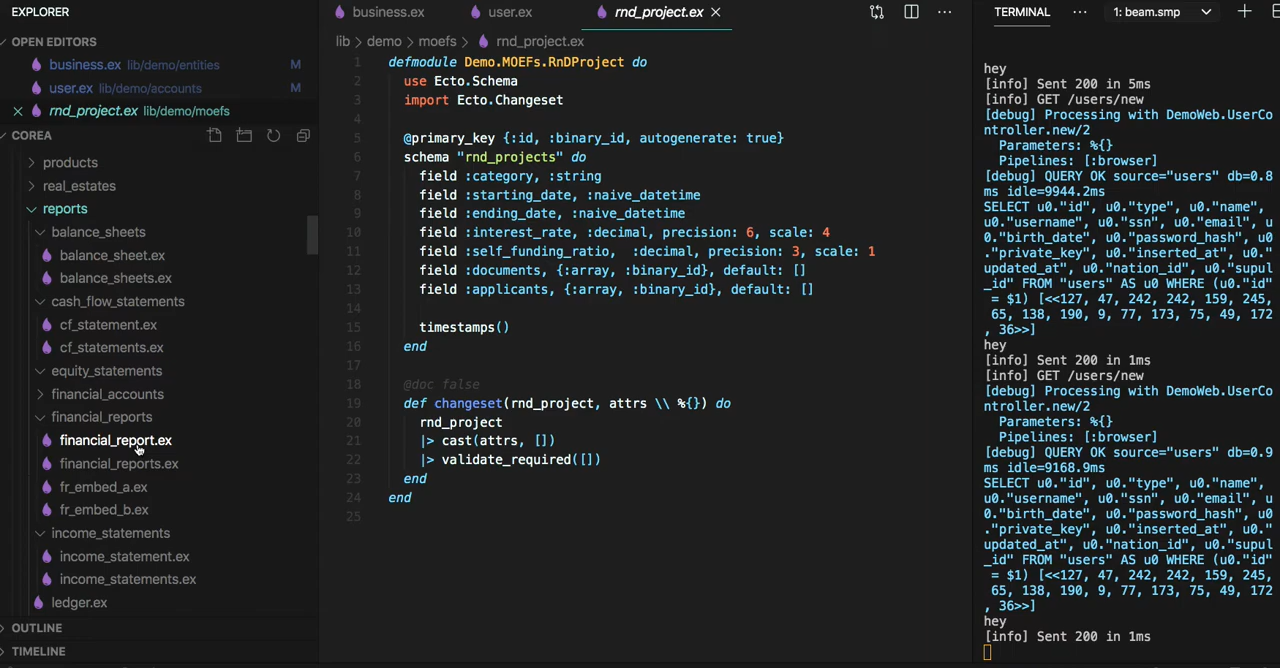 EXPLORER
OPEN EDITORS
business.ex lib/demo/entities M
user.ex lib/demo/accounts M
rnd_project.ex lib/demo/moefs
COREA
products
real_estates
reports
balance_sheets
balance_sheet.ex
balance_sheets.ex
cash_flow_statements
cf_statement.ex
cf_statements.ex
equity_statements
financial_accounts
financial_reports
financial_report.ex
financial_reports.ex
fr_embed_a.ex
fr_embed_b.ex
income_statements
income_statement.ex
income_statements.ex
ledger.ex
OUTLINE
TIMELINE
business.ex user.ex rnd_project.ex
lib > demo > moefs > rnd_project.ex
1 defmodule Demo.MOEFs.RnDProject do
2 use Ecto.Schema
3 import Ecto.Changeset
4
5 @primary_key {:id, :binary_id, autogenerate: true}
6 schema "rnd_projects" do
7 field :category, :string
8 field :starting_date, :naive_datetime
9 field :ending_date, :naive_datetime
10 field :interest_rate, :decimal, precision: 6, scale: 4
11 field :self_funding_ratio,  :decimal, precision: 3, scale: 1
12 field :documents, {:array, :binary_id}, default: []
13 field :applicants, {:array, :binary_id}, default: []
14
15 timestamps()
16 end
17
18 @doc false
19 def changeset(rnd_project, attrs \\ %{}) do
20 rnd_project
21 |> cast(attrs, [])
22 |> validate_required([])
23 end
24 end
25
TERMINAL ··· 1: beam.smp
hey
[info] Sent 200 in 5ms
[info] GET /users/new
[debug] Processing with DemoWeb.UserCo
ntroller.new/2
Parameters: %{}
Pipelines: [:browser]
[debug] QUERY OK source="users" db=0.8
ms idle=9944.2ms
SELECT u0."id", u0."type", u0."name",
u0."username", u0."ssn", u0."email", u
0."birth_date", u0."password_hash", u0
."private_key", u0."inserted_at", u0."
updated_at", u0."nation_id", u0."supul
_id" FROM "users" AS u0 WHERE (u0."id"
= $1) [<<127, 47, 242, 242, 159, 245,
65, 138, 190, 9, 77, 173, 75, 49, 172
, 36>>]
hey
[info] Sent 200 in 1ms
[info] GET /users/new
[debug] Processing with DemoWeb.UserCo
ntroller.new/2
Parameters: %{}
Pipelines: [:browser]
[debug] QUERY OK source="users" db=0.9
ms idle=9168.9ms
SELECT u0."id", u0."type", u0."name",
u0."username", u0."ssn", u0."email", u
0."birth_date", u0."password_hash", u0
."private_key", u0."inserted_at", u0."
updated_at", u0."nation_id", u0."supul
_id" FROM "users" AS u0 WHERE (u0."id"
= $1) [<<127, 47, 242, 242, 159, 245,
65, 138, 190, 9, 77, 173, 75, 49, 172
, 36>>]
hey
[info] Sent 200 in 1ms